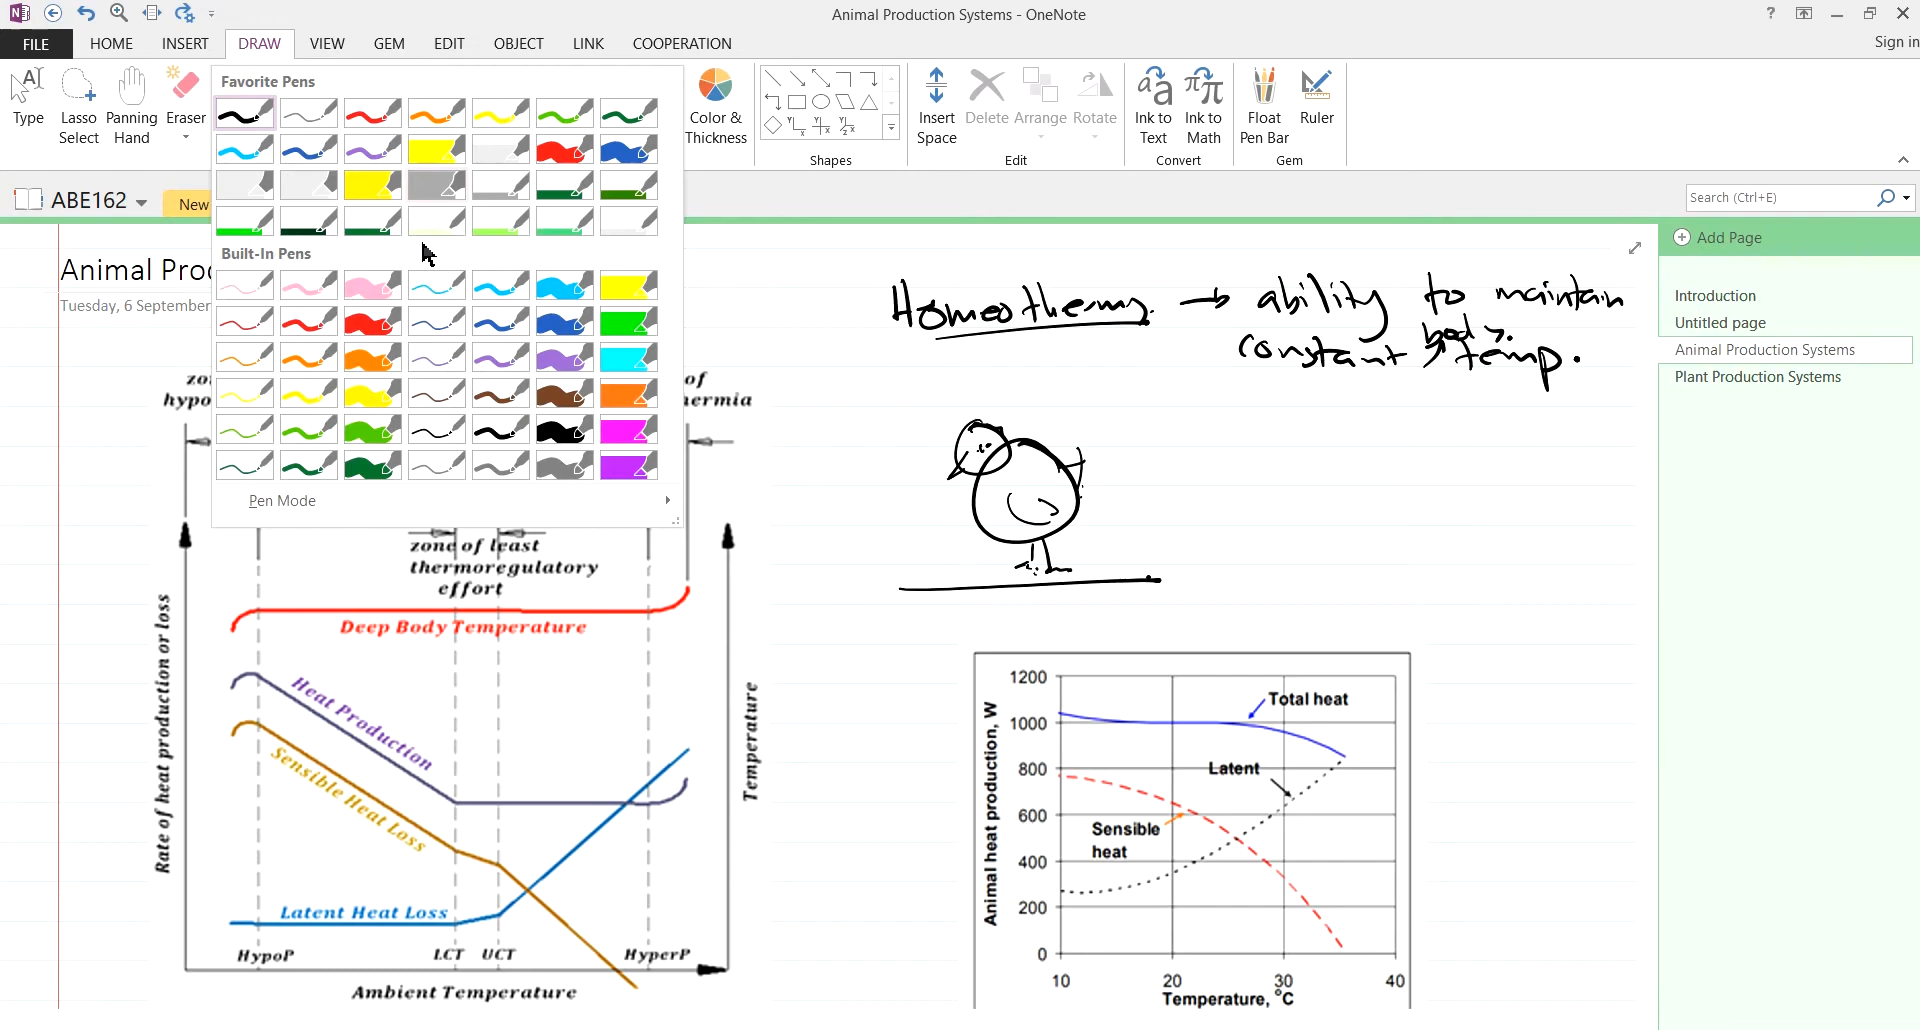 Animal Production Systems - OneNote
?
Sign in
FILE HOME INSERT DRAW VIEW GEM EDIT OBJECT LINK COOPERATION
Type
Lasso
Select
Panning
Hand
Eraser
Favorite Pens
Color &
Thickness
Shapes
Insert
Space
Delete
Arrange
Rotate
Edit
Ink to
Text
Ink to
Math
Convert
Float
Pen Bar
Ruler
Gem
ABE162
New
Search (Ctrl+E)
Built-In Pens
Pen Mode
Add Page
Introduction
Untitled page
Animal Production Systems
Plant Production Systems
Animal Pro
Tuesday, 6 September
Homeotherms. → ability to maintain
constant body temp.
zo
hypo
of
ermia
zone of least
thermoregulatory
effort
Deep Body Temperature
Heat Production
Sensible Heat Loss
Latent Heat Loss
HypoP LCT UCT HyperP
Ambient Temperature
Rate of heat production or loss
Temperature
1200
1000
800
600
400
200
0
10 20 30 40
Total heat
Latent
Sensible
heat
Animal heat production, W
Temperature, °C